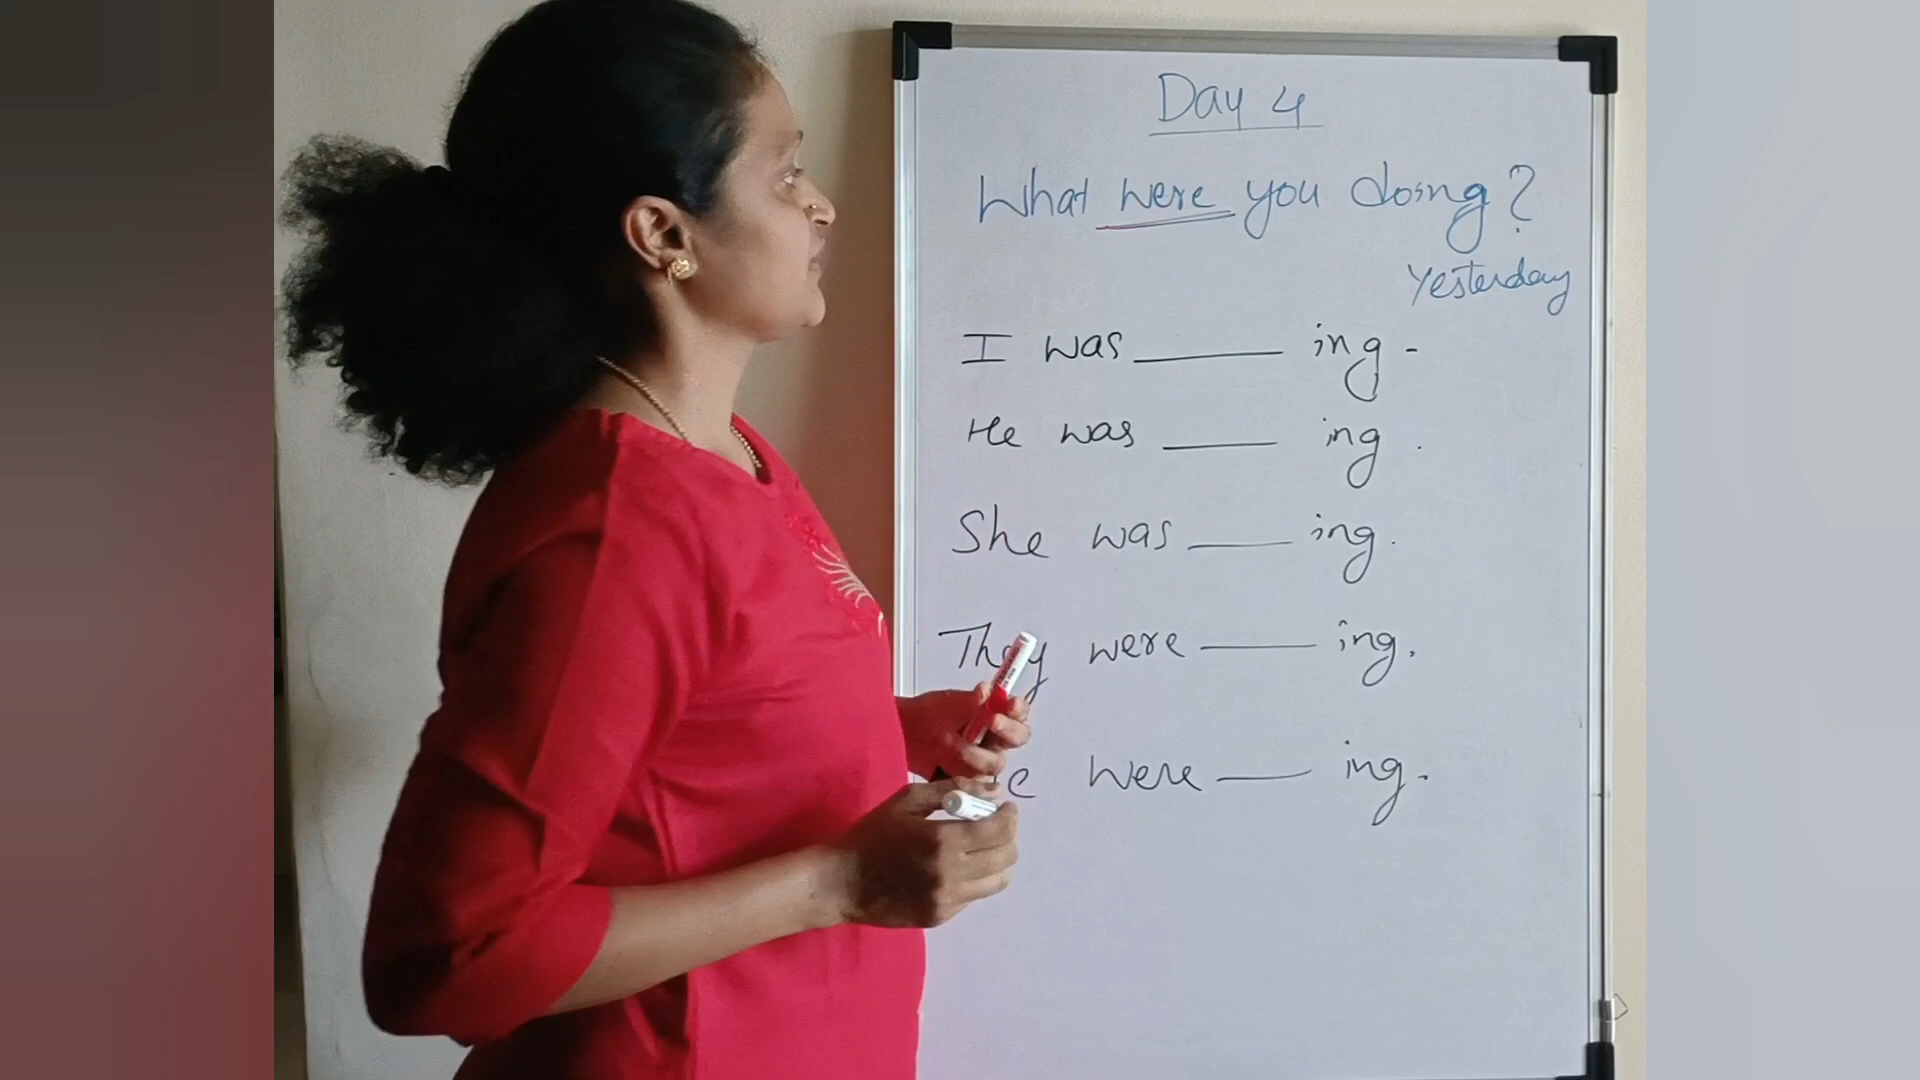 Day 4
What were you doing?
Yesterday
I was ____ ing -
He was ____ ing .
She was ____ ing.
They were ____ ing.
were ____ ing.